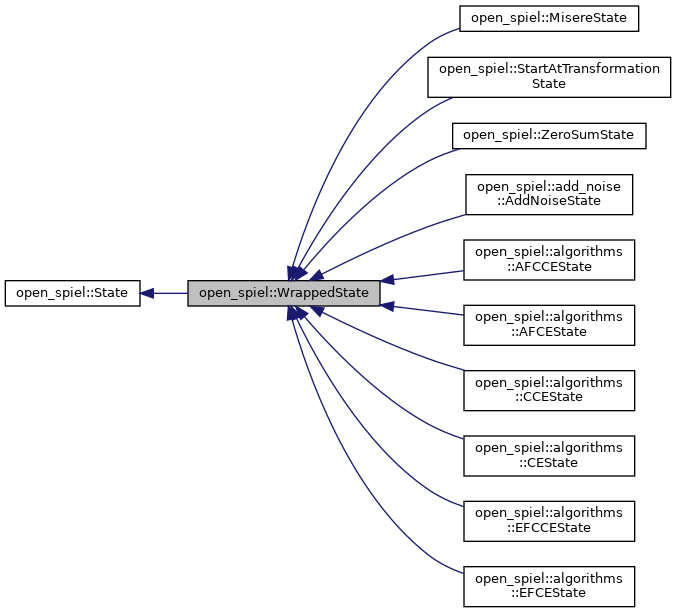 open_spiel::MisereState
open_spiel::StartAtTransformation
State
open_spiel::ZeroSumState
open_spiel::add_noise
::AddNoiseState
open_spiel::algorithms
::AFCCEState
open_spiel::State
open_spiel::WrappedState
open_spiel::algorithms
::AFCEState
open_spiel::algorithms
::CCEState
open_spiel::algorithms
::CEState
open_spiel::algorithms
::EFCCEState
open_spiel::algorithms
::EFCEState